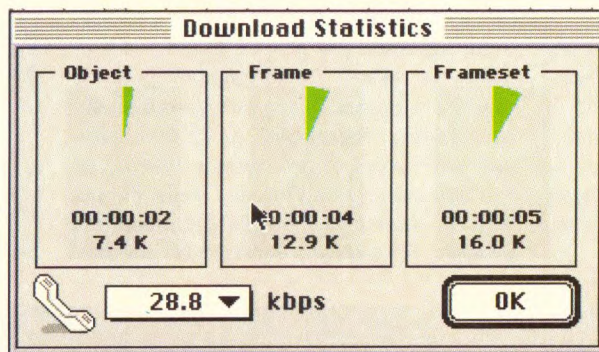 Download Statistics
Object
00:00:02
7.4 K
Frame
0:00:04
12.9 K
Frameset
00:00:05
16.0 K
28.8 kbps
OK